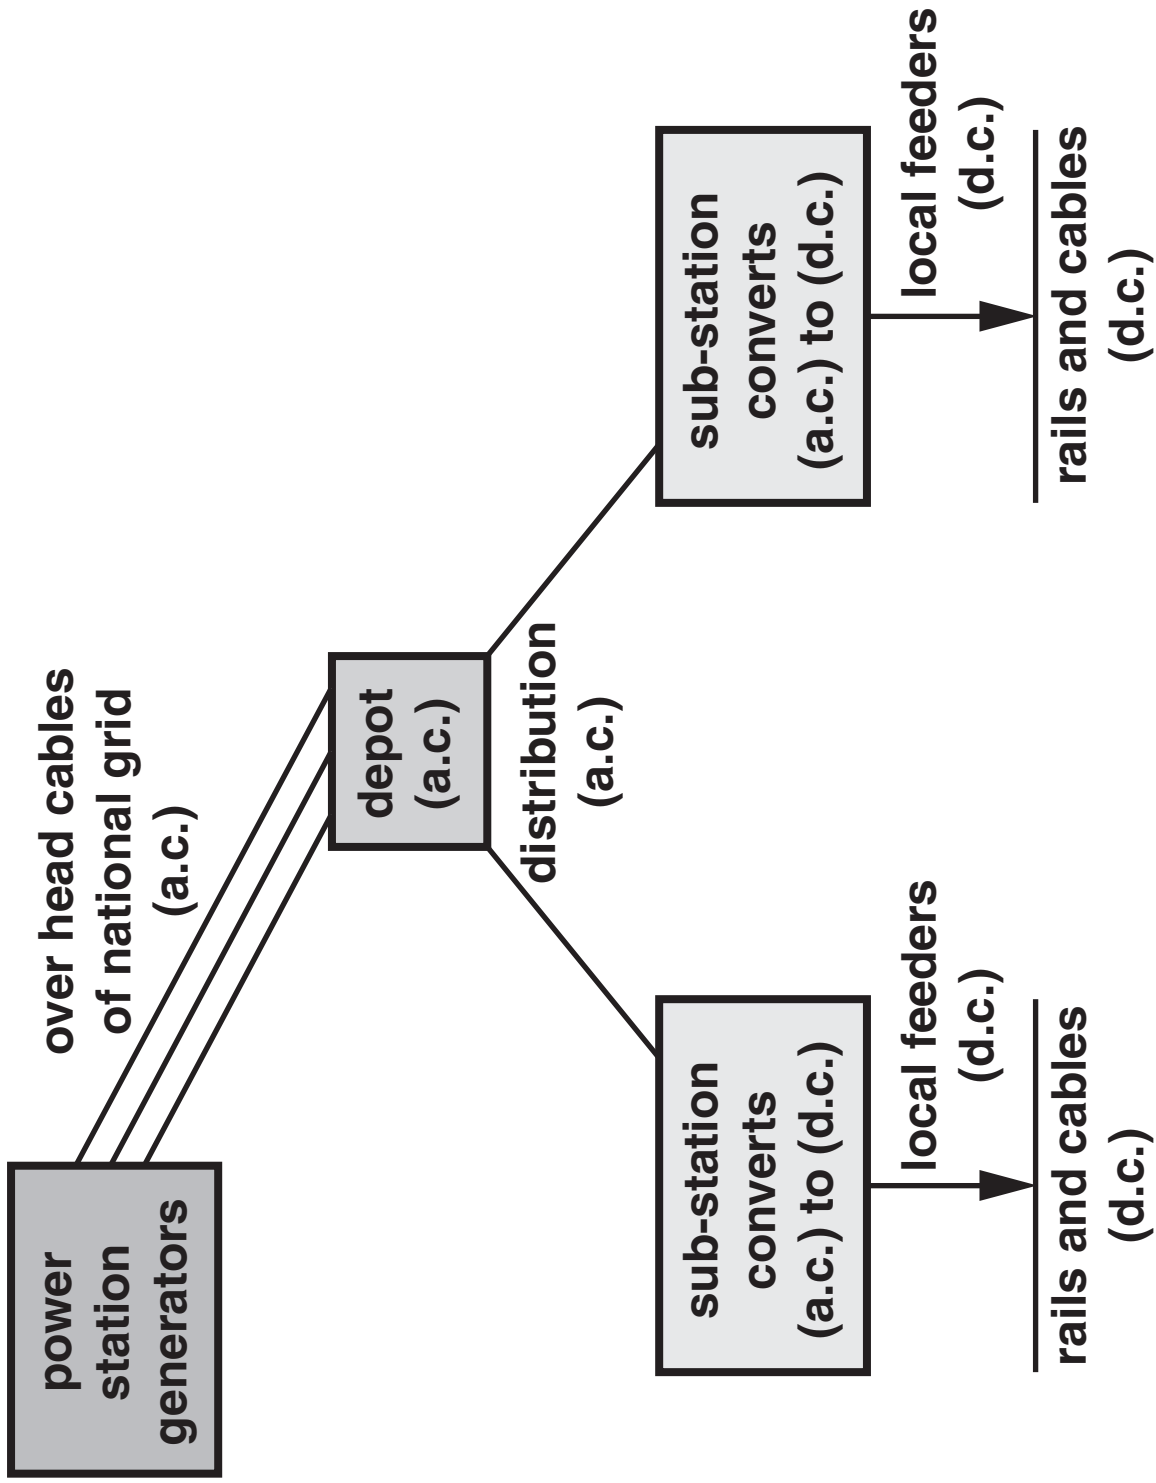 power
station
generators
over head cables
of national grid
(a.c.)
depot
(a.c.)
distribution
(a.c.)
sub-station
converts
(a.c.) to (d.c.)
sub-station
converts
(a.c.) to (d.c.)
local feeders
(d.c.)
local feeders
(d.c.)
rails and cables
(d.c.)
rails and cables
(d.c.)